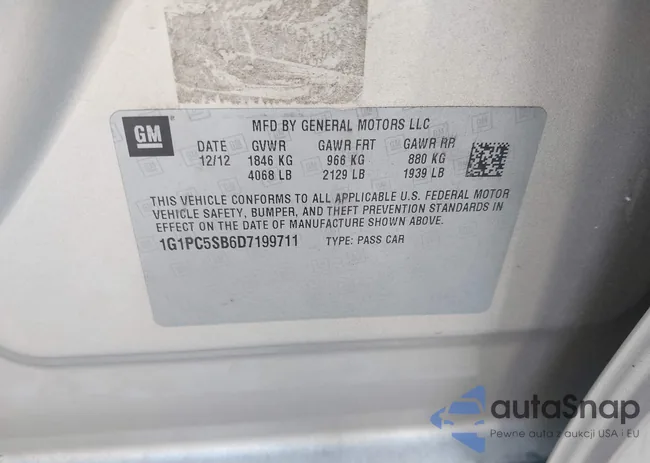 GM
MFD BY GENERAL MOTORS LLC
DATE GVWR GAWR FRT GAWR RR
12/12 1846 KG 966 KG 880 KG
4068 LB 2129 LB 1939 LB
THIS VEHICLE CONFORMS TO ALL APPLICABLE U.S. FEDERAL MOTOR
VEHICLE SAFETY, BUMPER, AND THEFT PREVENTION STANDARDS IN
EFFECT ON THE DATE OF MANUFACTURE SHOWN ABOVE.
1G1PC5SB6D7199711 TYPE: PASS CAR
autaSnap
Pewne auta z aukcji USA i EU